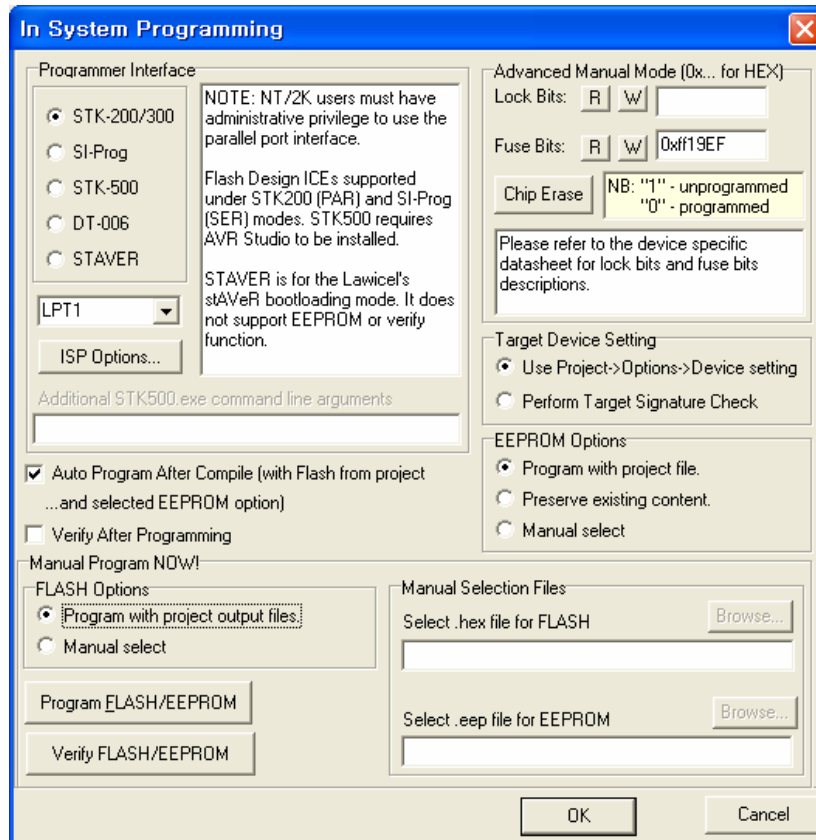 In System Programming
Programmer Interface
STK-200/300
SI-Prog
STK-500
DT-006
STAVER
LPT1
ISP Options...
NOTE: NT/2K users must have
administrative privilege to use the
parallel port interface.
Flash Design ICEs supported
under STK200 (PAR) and SI-Prog
(SER) modes. STK500 requires
AVR Studio to be installed.
STAVER is for the Lawicel's
stAVeR bootloading mode. It does
not support EEPROM or verify
function.
Additional STK500.exe command line arguments
Auto Program After Compile (with Flash from project
...and selected EEPROM option)
Verify After Programming
Advanced Manual Mode (0x... for HEX)
Lock Bits: R W
Fuse Bits: R W 0xff19EF
Chip Erase
NB: "1" - unprogrammed
"0" - programmed
Please refer to the device specific
datasheet for lock bits and fuse bits
descriptions.
Target Device Setting
Use Project->Options->Device setting
Perform Target Signature Check
EEPROM Options
Program with project file.
Preserve existing content.
Manual select
Manual Program NOW!
FLASH Options
Program with project output files.
Manual select
Program FLASH/EEPROM
Verify FLASH/EEPROM
Manual Selection Files
Select .hex file for FLASH
Browse...
Select .eep file for EEPROM
Browse...
OK
Cancel